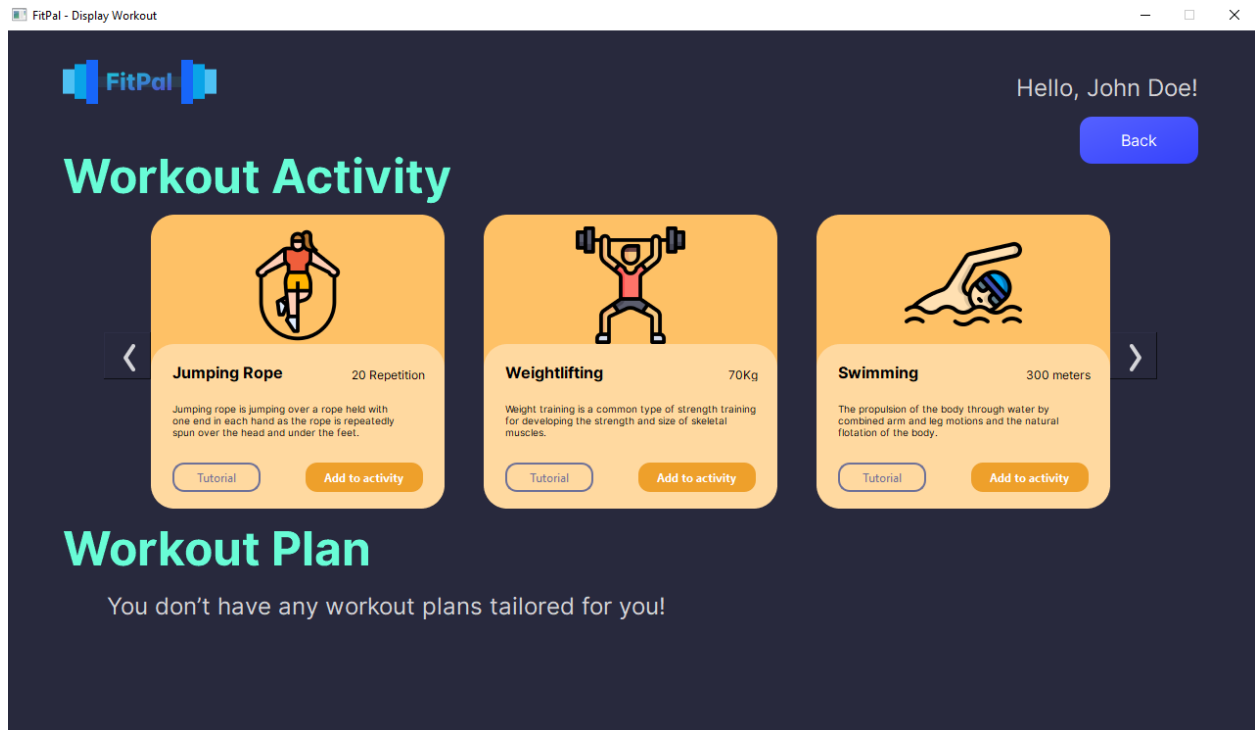 FitPal - Display Workout
FitPal
Hello, John Doe!
Back
Workout Activity
Jumping Rope
20 Repetition
Jumping rope is jumping over a rope held with
one end in each hand as the rope is repeatedly
spun over the head and under the feet.
Tutorial
Add to activity
Weightlifting
70Kg
Weight training is a common type of strength training
for developing the strength and size of skeletal
muscles.
Tutorial
Add to activity
Swimming
300 meters
The propulsion of the body through water by
combined arm and leg motions and the natural
flotation of the body.
Tutorial
Add to activity
Workout Plan
You don’t have any workout plans tailored for you!